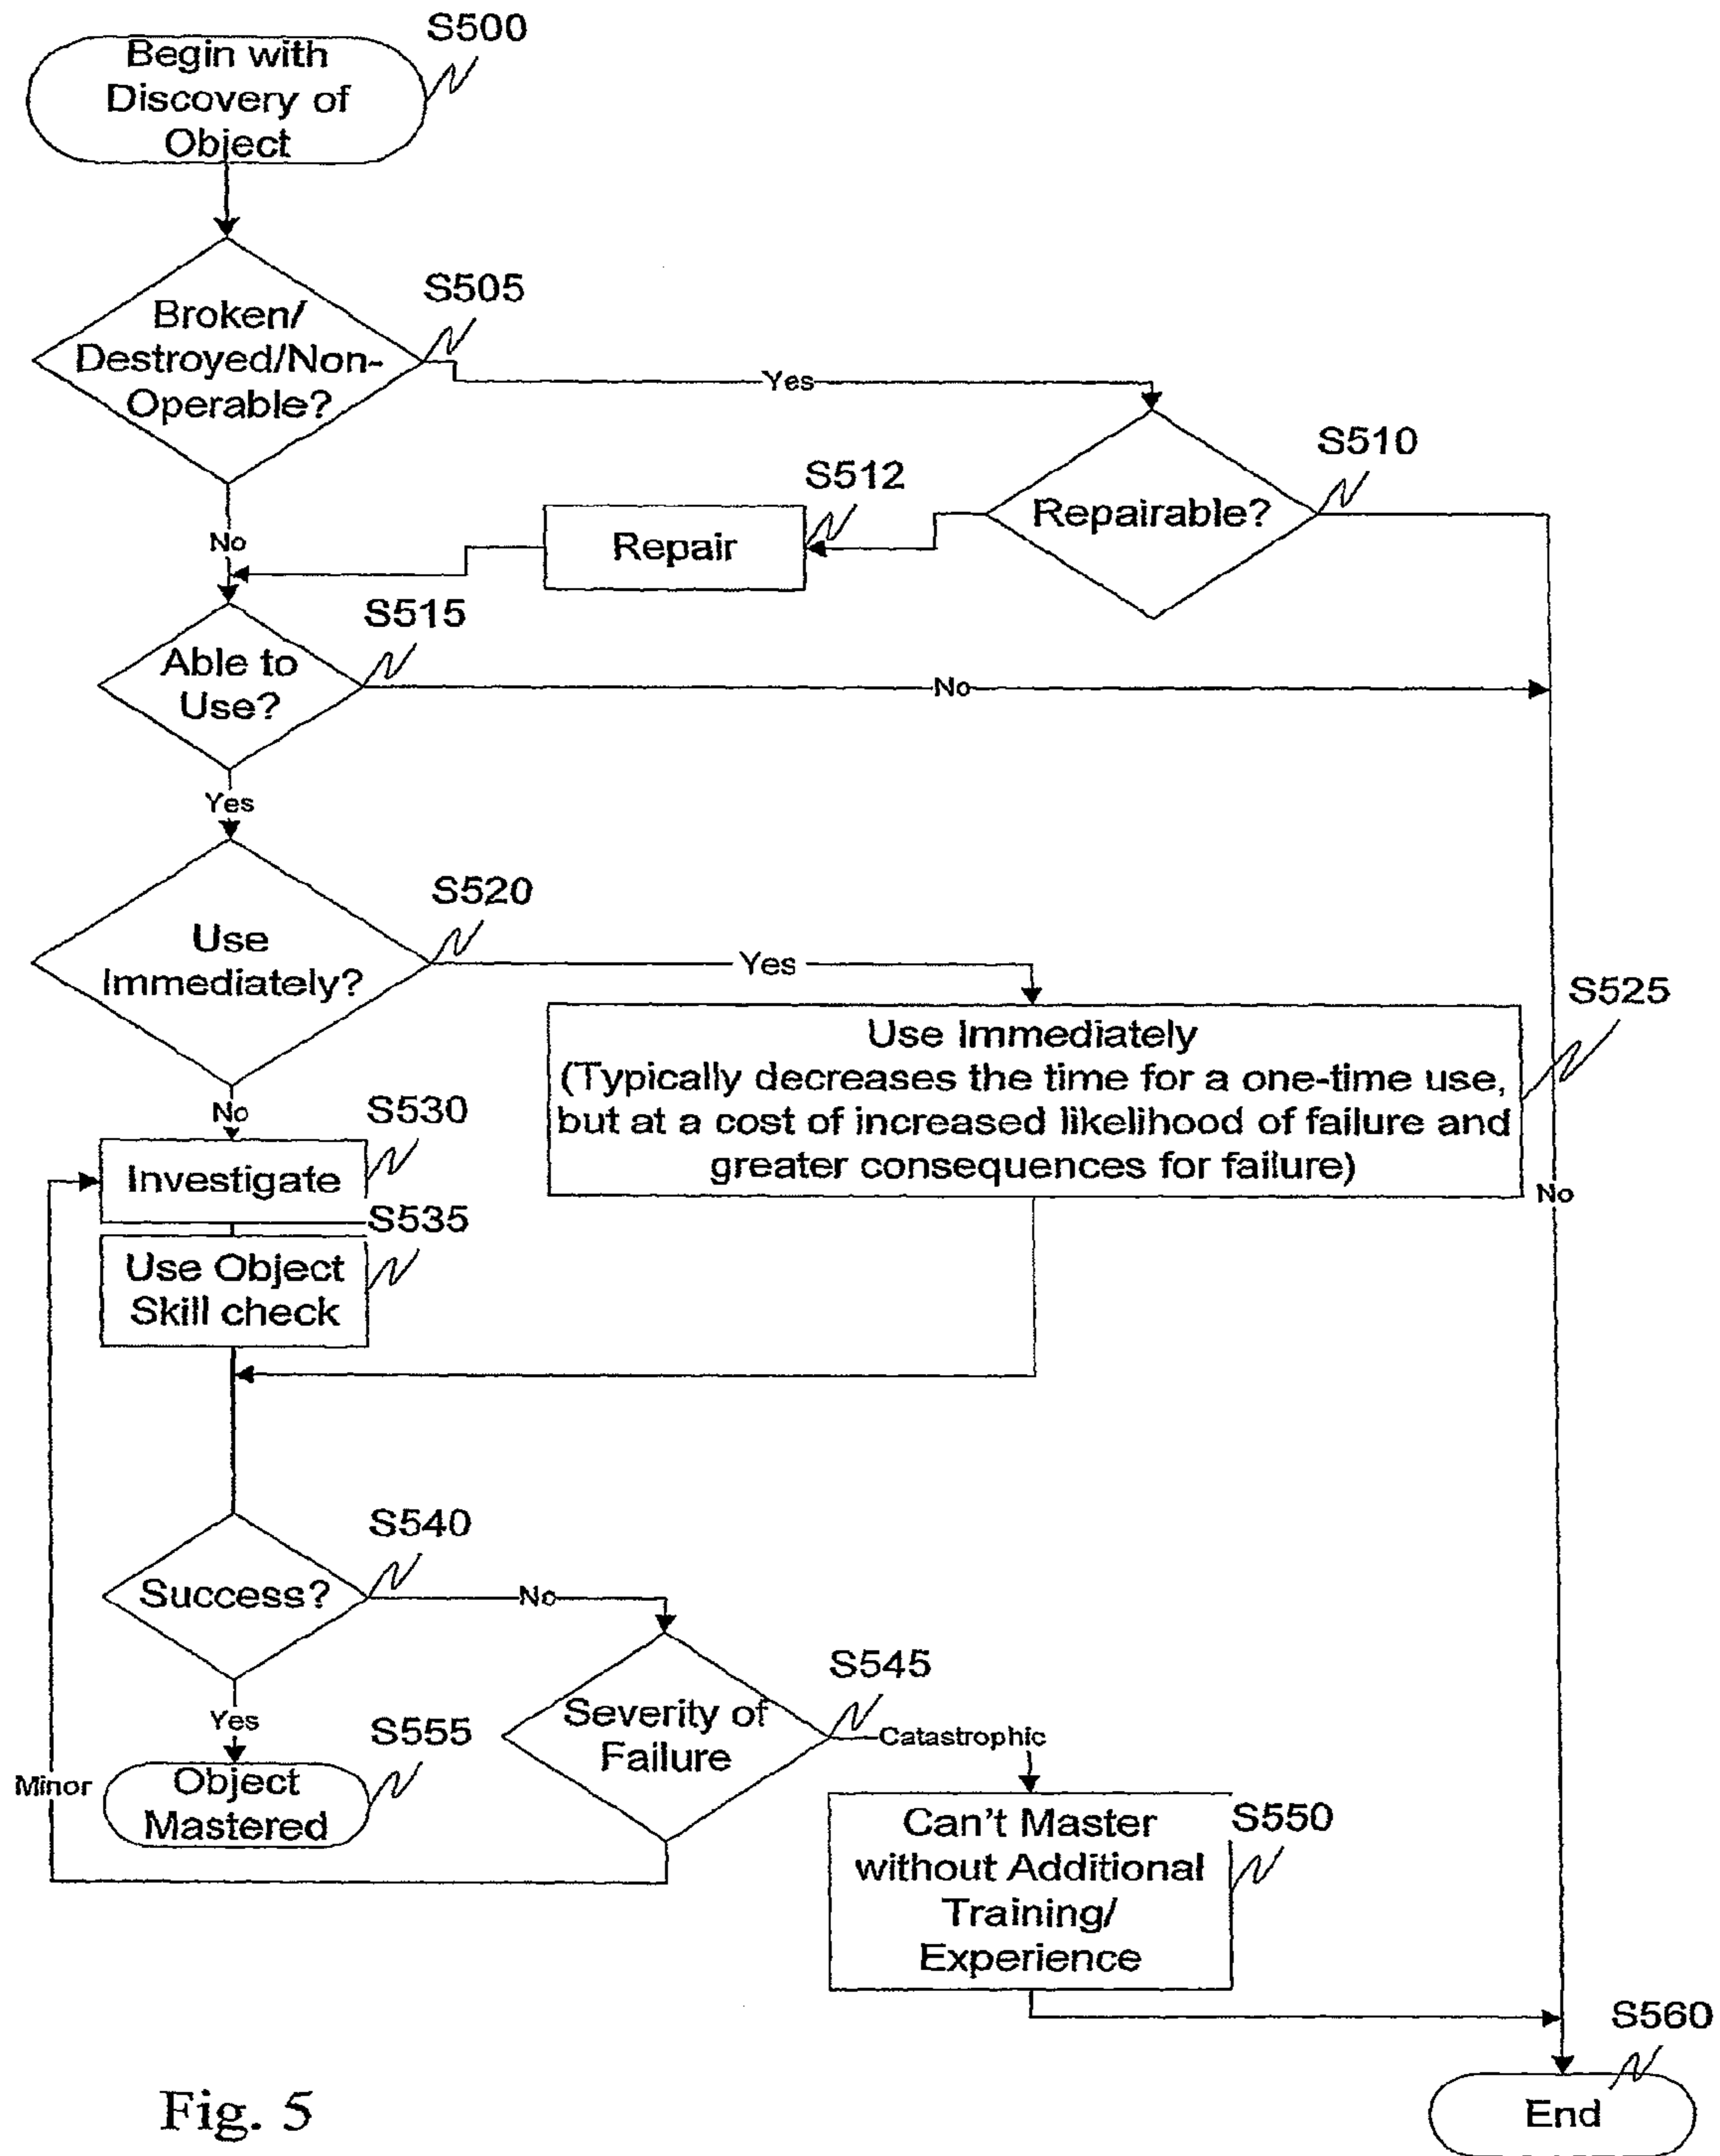 S500
Begin with
Discovery of
Object
S505
Broken/
Destroyed/Non-
Operable?
Yes
S510
Repairable?
S512
Repair
No
S515
Able to
Use?
No
Yes
S520
Use
Immediately?
Yes
S525
Use Immediately
(Typically decreases the time for a one-time use,
but at a cost of increased likelihood of failure and
greater consequences for failure)
No
No
S530
Investigate
S535
Use Object
Skill check
S540
Success?
No
S545
Severity of
Failure
Catastrophic
Yes
S555
Object
Mastered
Minor
S550
Can't Master
without Additional
Training/
Experience
S560
End
Fig. 5